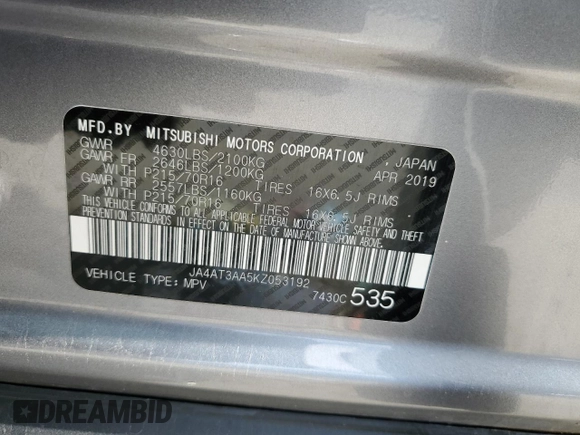 MFD.BY MITSUBISHI MOTORS CORPORATION, JAPAN
GVWR 4630LBS/2100KG APR 2019
GAWR FR 2646LBS/1200KG
WITH P215/70R16 TIRES 16X6.5J RIMS
GAWR RR 2557LBS/1160KG
WITH P215/70R16 TIRES 16X6.5J RIMS
THIS VEHICLE CONFORMS TO ALL APPLICABLE FEDERAL MOTOR VEHICLE SAFETY AND THEFT
PREVENTION STANDARDS IN EFFECT ON THE DATE OF MANUFACTURE SHOWN ABOVE.
JA4AT3AA5KZ053192
VEHICLE TYPE: MPV 7430C 535
DREAMBID